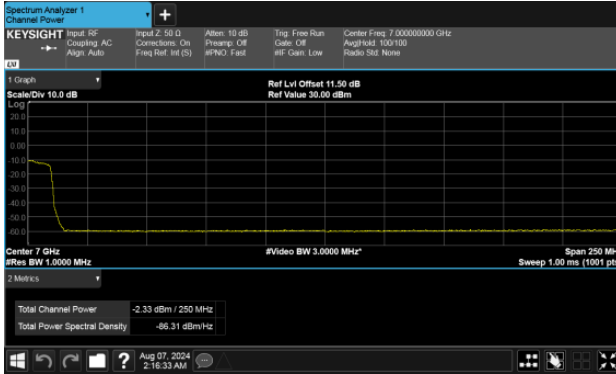 Spectrum Analyzer 1
Channel Power
KEYSIGHT
Input: RF
Coupling: AC
Align: Auto
Input Z: 50 Ω
Corrections: On
Freq Ref: Int (S)
Atten: 10 dB
Preamp: Off
#PNO: Fast
Trig: Free Run
Gate: Off
#IF Gain: Low
Center Freq: 7.000000000 GHz
Avg|Hold: 100/100
Radio Std: None
LXI
1 Graph
Scale/Div 10.0 dB
Ref Lvl Offset 11.50 dB
Ref Value 30.00 dBm
Log
20.0
10.0
0.00
-10.0
-20.0
-30.0
-40.0
-50.0
-60.0
Center 7 GHz
#Video BW 3.0000 MHz*
Span 250 MH
#Res BW 1.0000 MHz
Sweep 1.00 ms (1001 pts
2 Metrics
Total Channel Power -2.33 dBm / 250 MHz
Total Power Spectral Density -86.31 dBm/Hz
?
Aug 07, 2024
2:16:33 AM